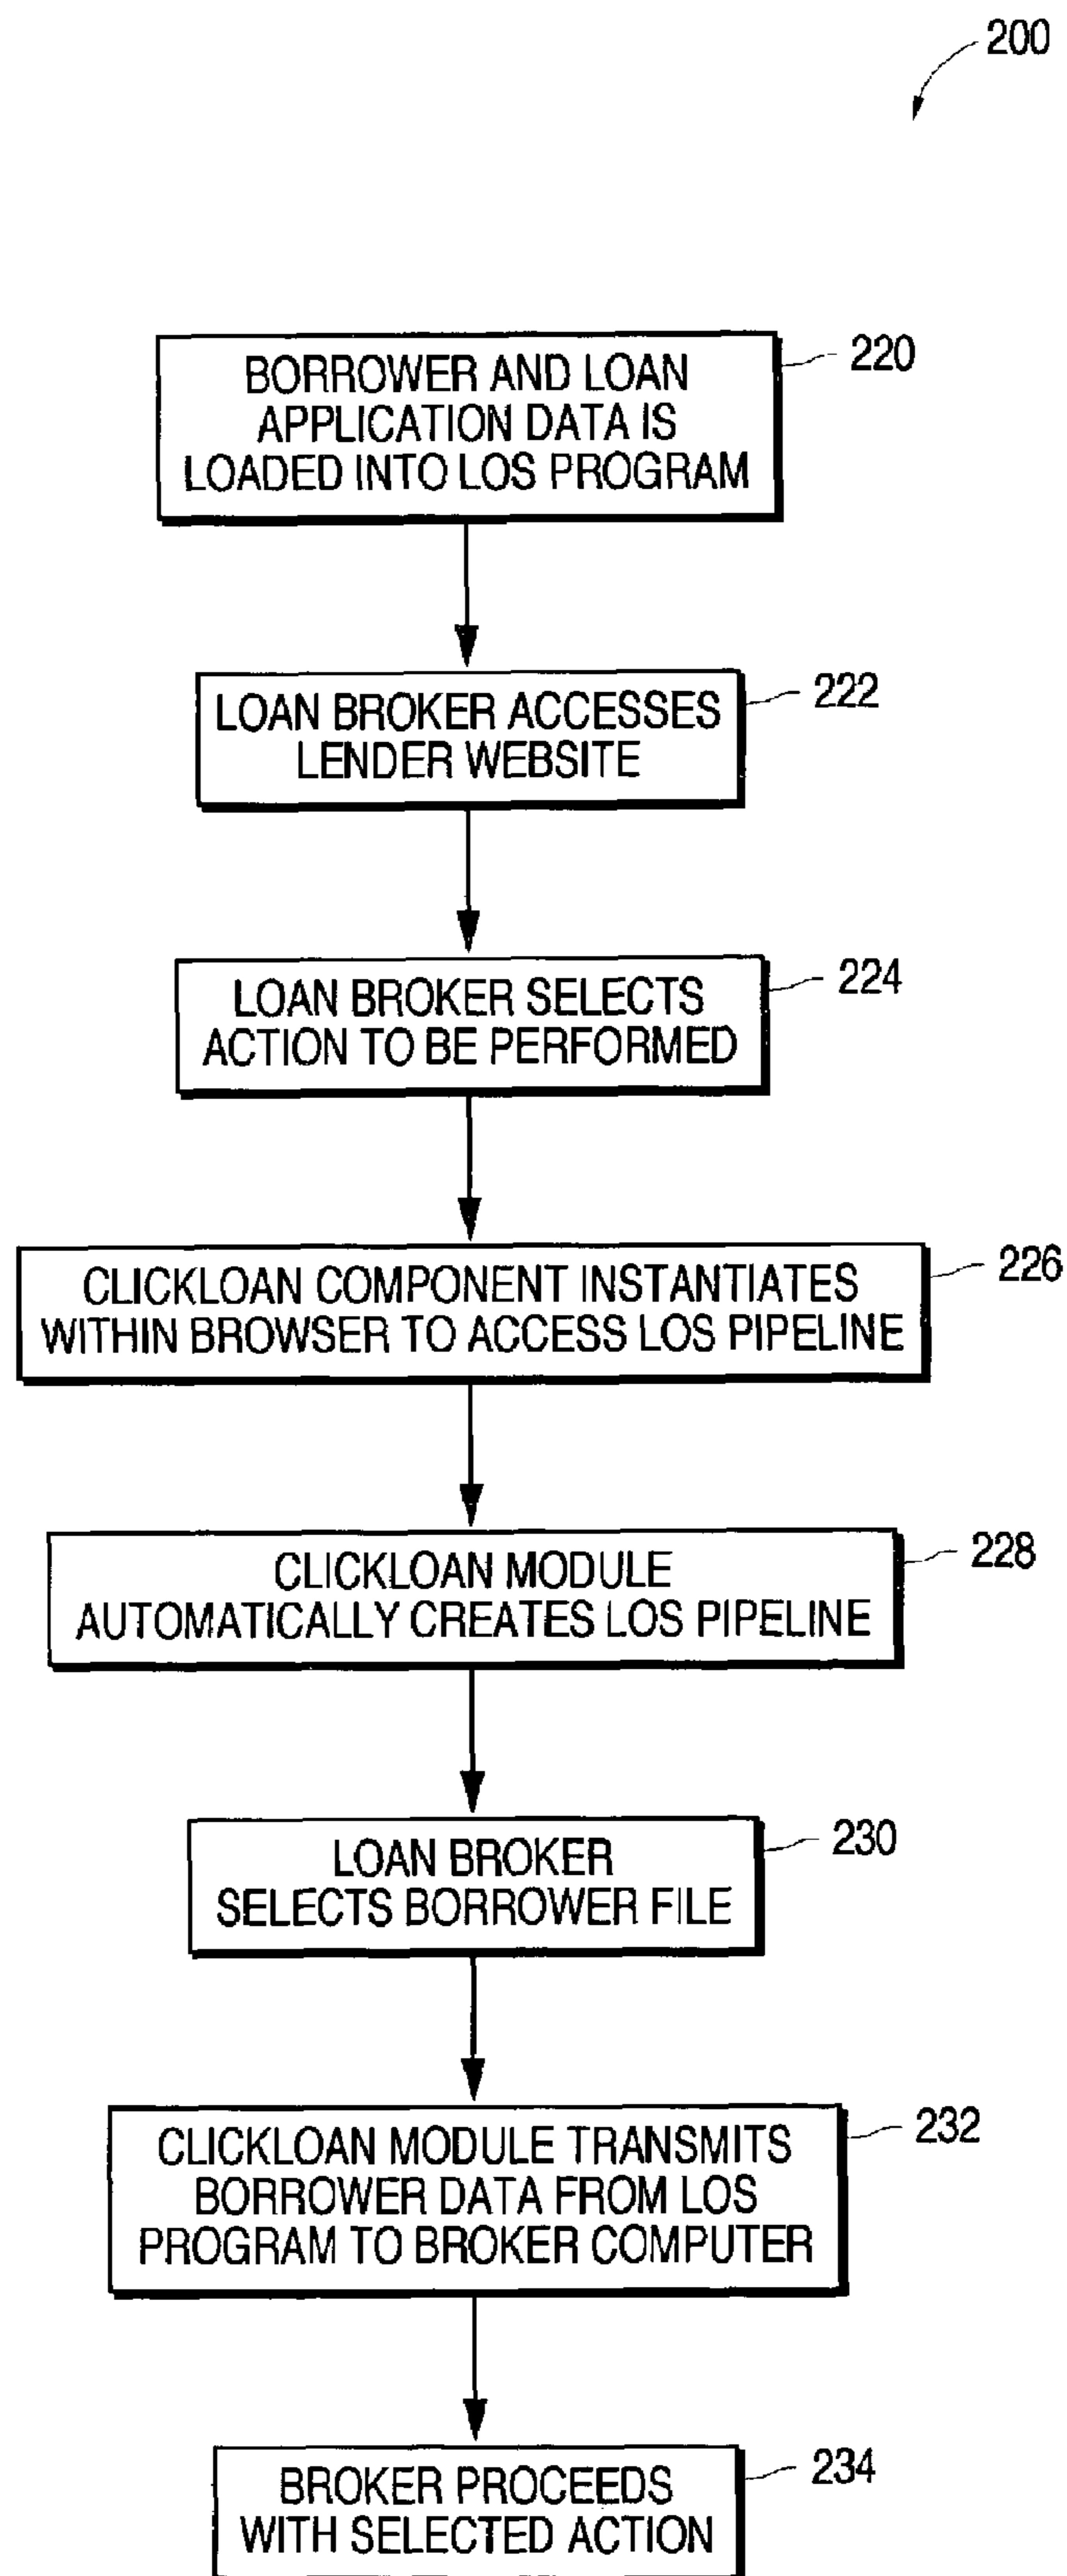 200
BORROWER AND LOAN
APPLICATION DATA IS
LOADED INTO LOS PROGRAM
220
LOAN BROKER ACCESSES
LENDER WEBSITE
222
LOAN BROKER SELECTS
ACTION TO BE PERFORMED
224
CLICKLOAN COMPONENT INSTANTIATES
WITHIN BROWSER TO ACCESS LOS PIPELINE
226
CLICKLOAN MODULE
AUTOMATICALLY CREATES LOS PIPELINE
228
LOAN BROKER
SELECTS BORROWER FILE
230
CLICKLOAN MODULE TRANSMITS
BORROWER DATA FROM LOS
PROGRAM TO BROKER COMPUTER
232
BROKER PROCEEDS
WITH SELECTED ACTION
234